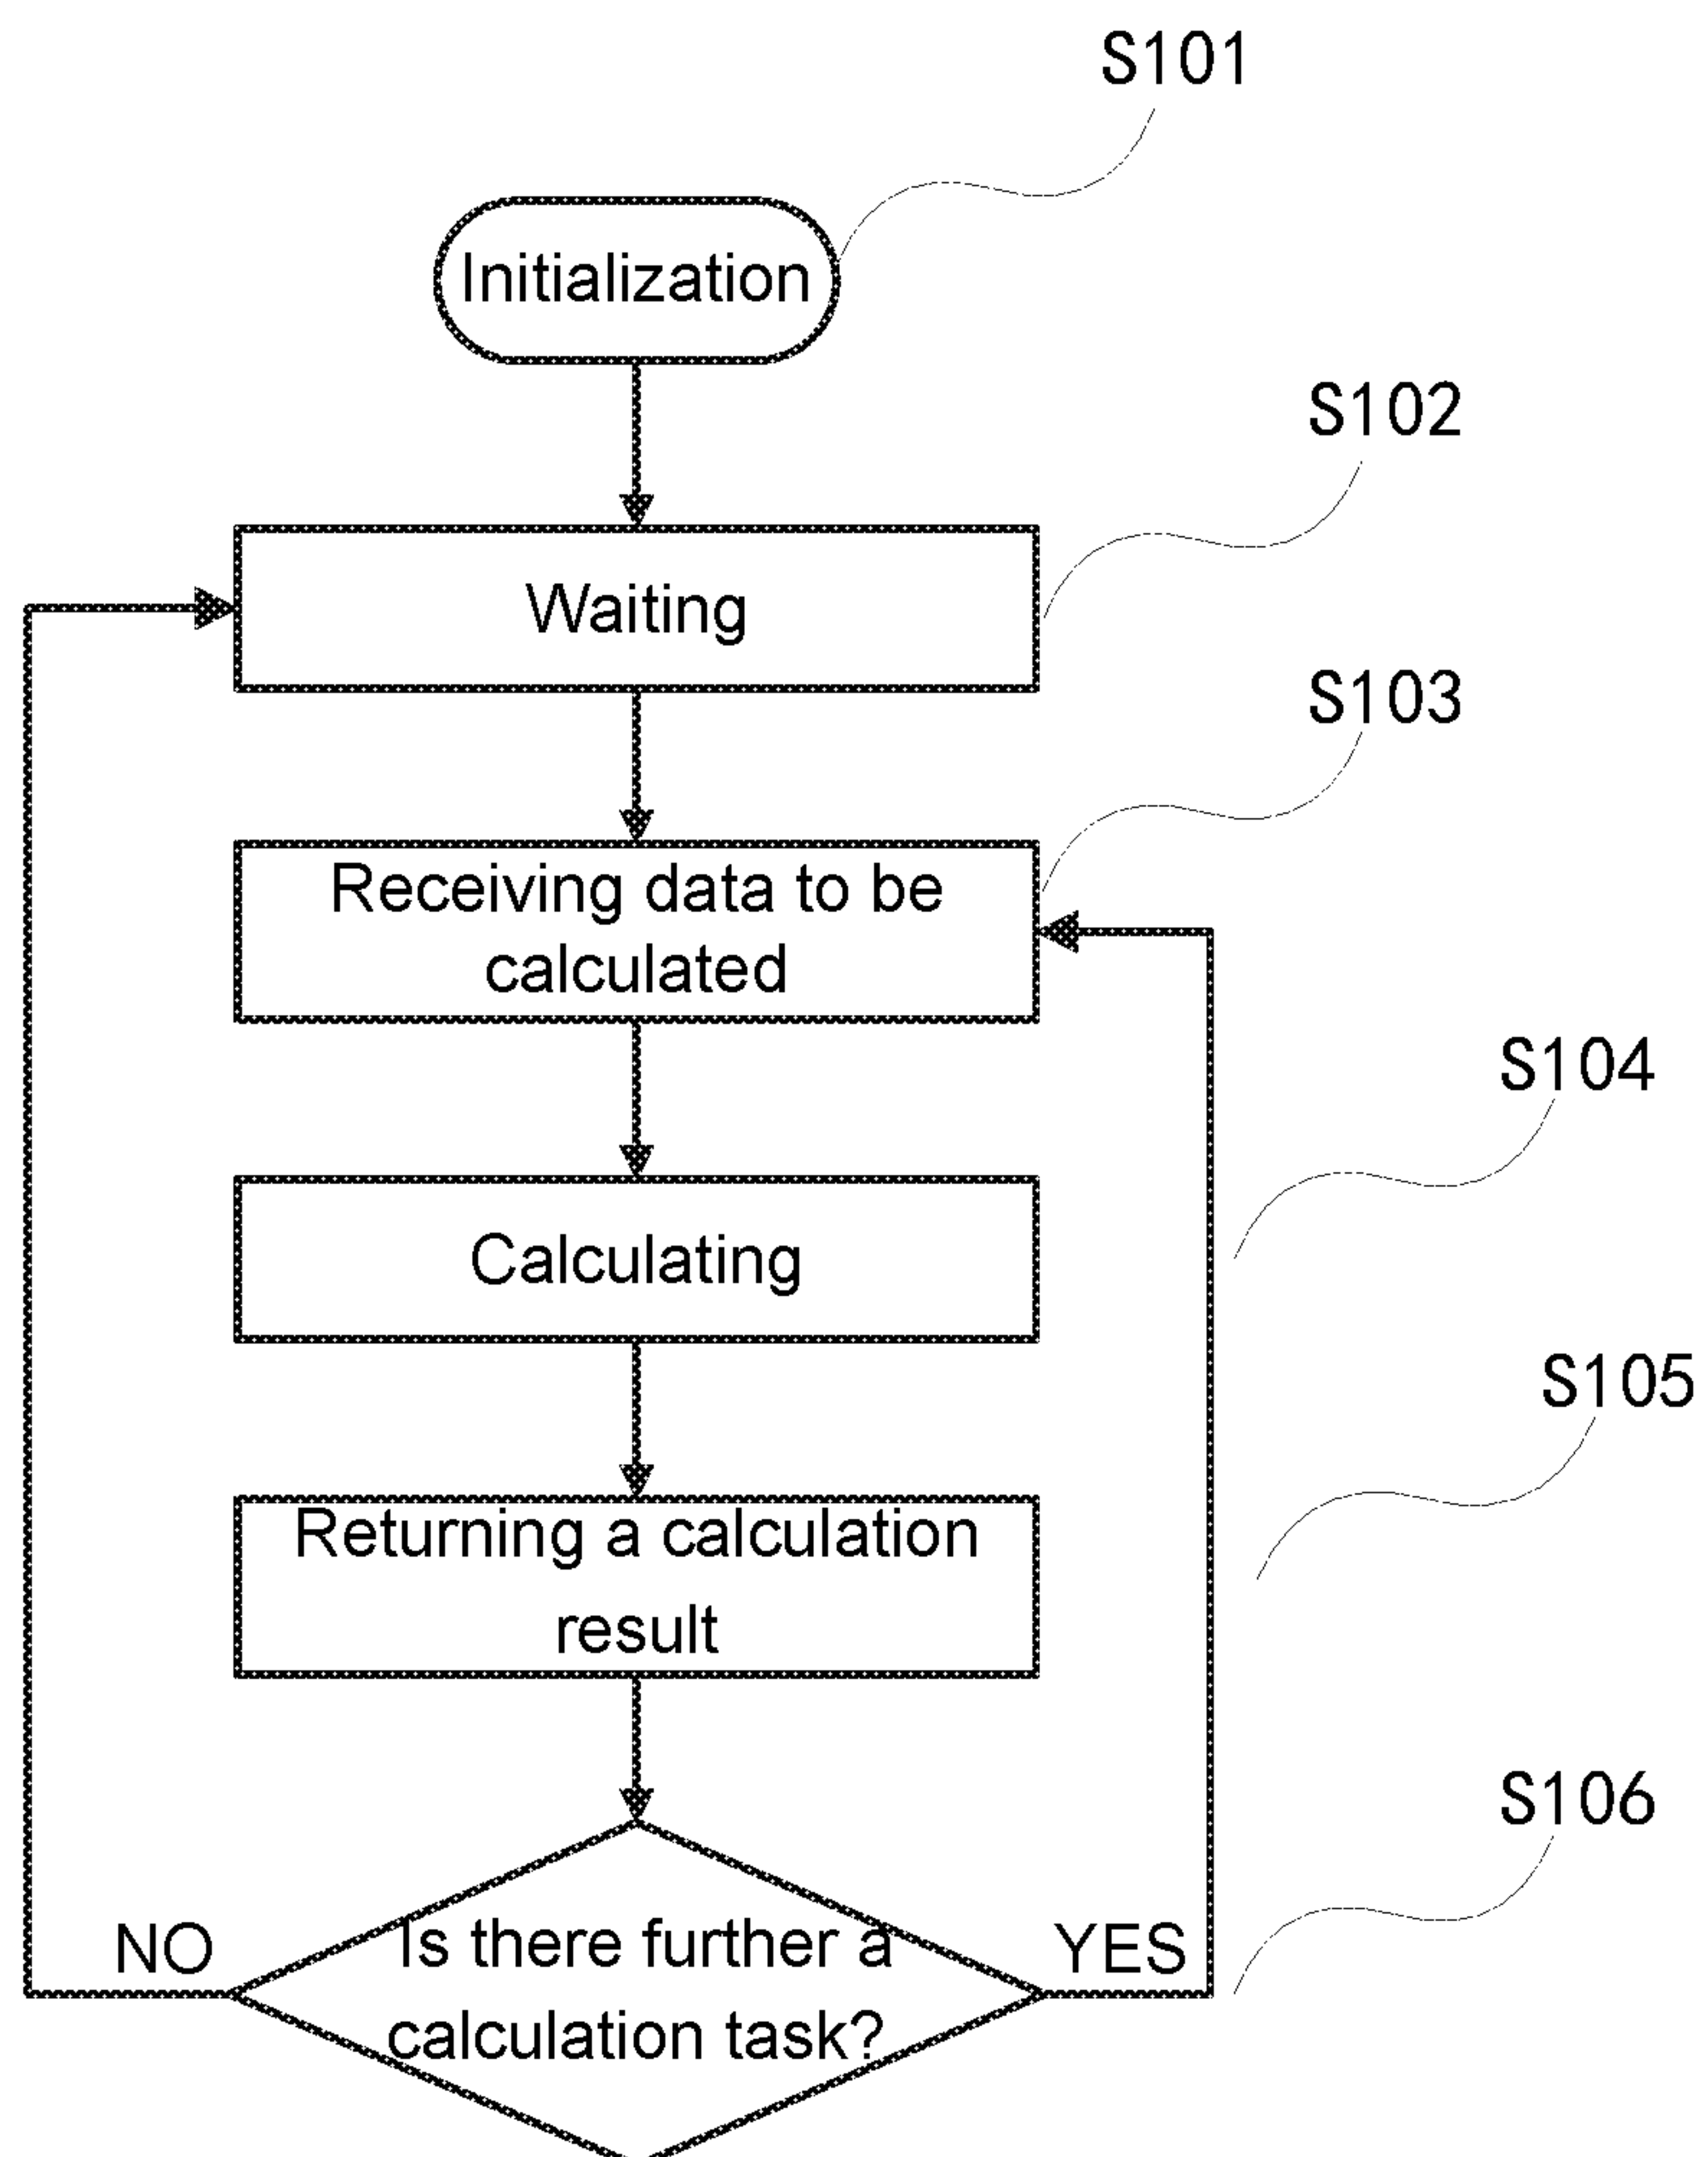 S101
Initialization
S102
Waiting
S103
Receiving data to be
calculated
S104
Calculating
S105
Returning a calculation
result
S106
NO
Is there further a
YES
calculation task?